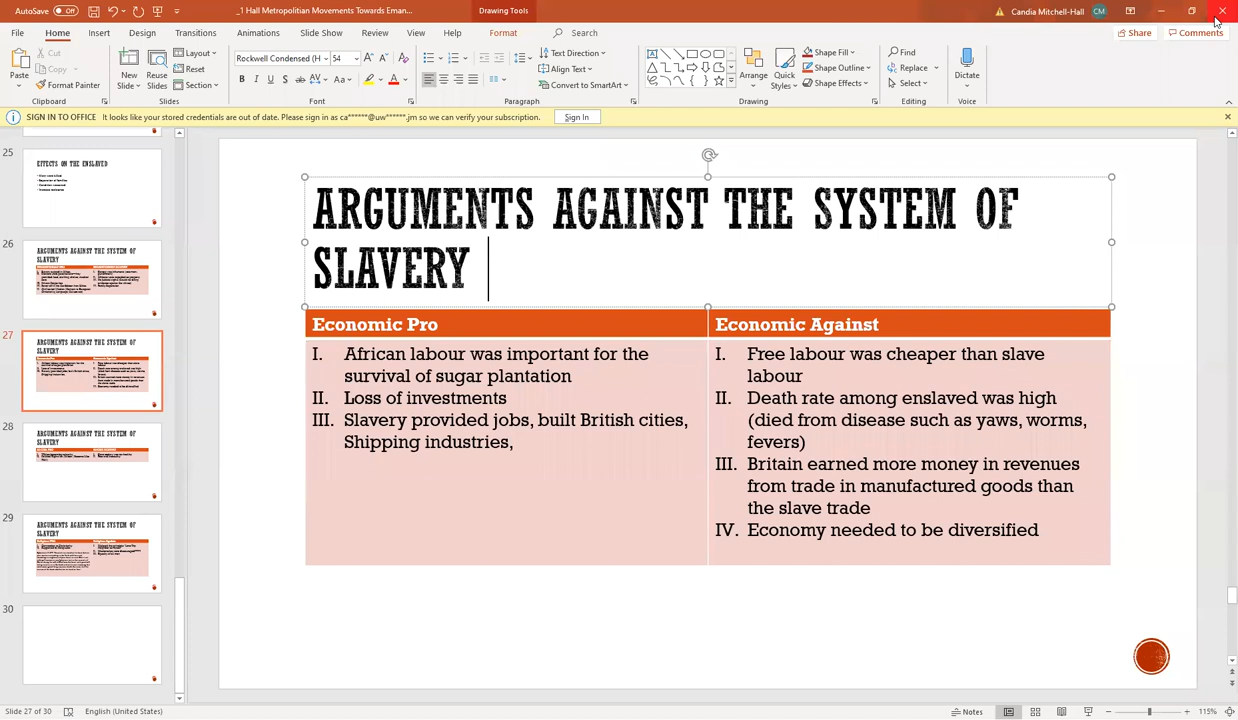 AutoSave Off
_1 Hall Metropolitan Movements Towards Eman...
Drawing Tools
Candia Mitchell-Hall CM
File Home Insert Design Transitions Animations Slide Show Review View Help Format Search
Share Comments
Paste
Cut
Copy
Format Painter
Clipboard
New Slide
Reuse Slides
Layout
Reset
Section
Slides
Rockwell Condensed (H 54
Font
Text Direction
Align Text
Convert to SmartArt
Paragraph
Arrange
Quick Styles
Shape Fill
Shape Outline
Shape Effects
Drawing
Find
Replace
Select
Editing
Dictate
Voice
SIGN IN TO OFFICE It looks like your stored credentials are out of date. Please sign in as ca******@uw******.jm so we can verify your subscription. Sign In
25
EFFECTS ON THE ENSLAVED
26
ARGUMENTS AGAINST THE SYSTEM OF
SLAVERY
27
ARGUMENTS AGAINST THE SYSTEM OF
SLAVERY
28
ARGUMENTS AGAINST THE SYSTEM OF
SLAVERY
29
ARGUMENTS AGAINST THE SYSTEM OF
SLAVERY
30
ARGUMENTS AGAINST THE SYSTEM OF
SLAVERY
Economic Pro
I. African labour was important for the
survival of sugar plantation
II. Loss of investments
III. Slavery provided jobs, built British cities,
Shipping industries,
Economic Against
I. Free labour was cheaper than slave
labour
II. Death rate among enslaved was high
(died from disease such as yaws, worms,
fevers)
III. Britain earned more money in revenues
from trade in manufactured goods than
the slave trade
IV. Economy needed to be diversified
Slide 27 of 30 English (United States)
Notes 115%